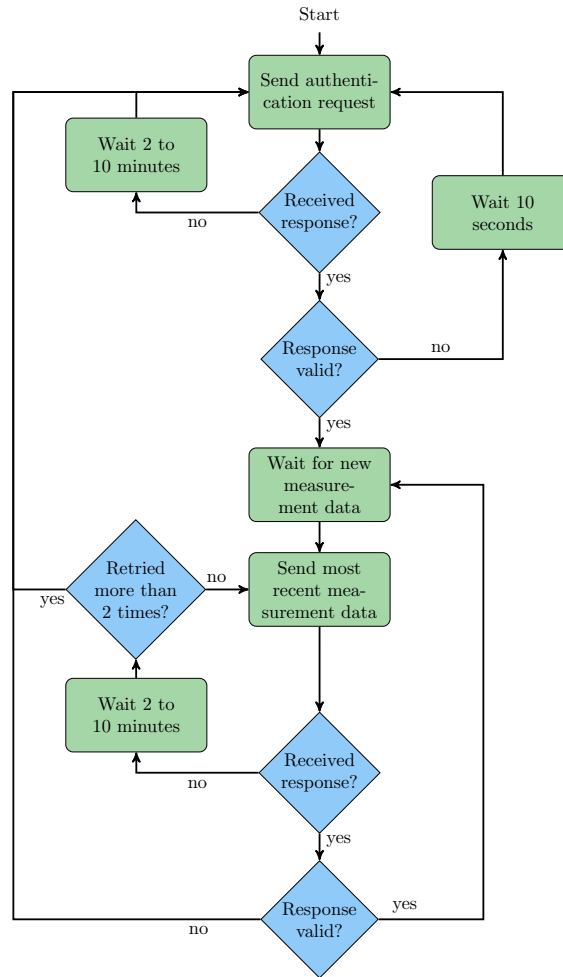 Start
Send authenti-
cation request
Wait 2 to
10 minutes
Received
response?
no
Wait 10
seconds
yes
Response
valid?
no
yes
Wait for new
measure-
ment data
Retried
more than
2 times?
no
yes
Send most
recent mea-
surement data
Wait 2 to
10 minutes
Received
response?
no
yes
Response
valid?
yes
no